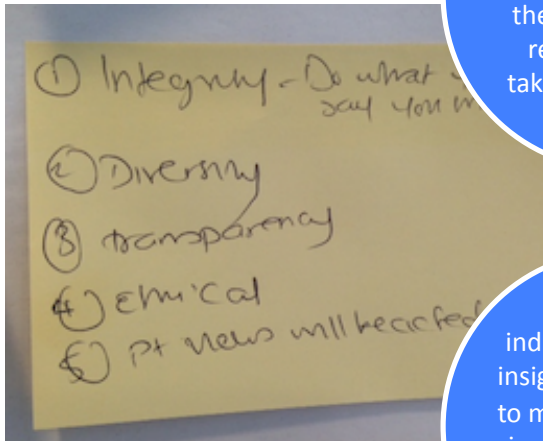 ① Integrity - Do what
say you
② Diversity
③ transparency
④ Ethical
⑤ Pt views will be acted
the
re
tak
ind
insig
to m